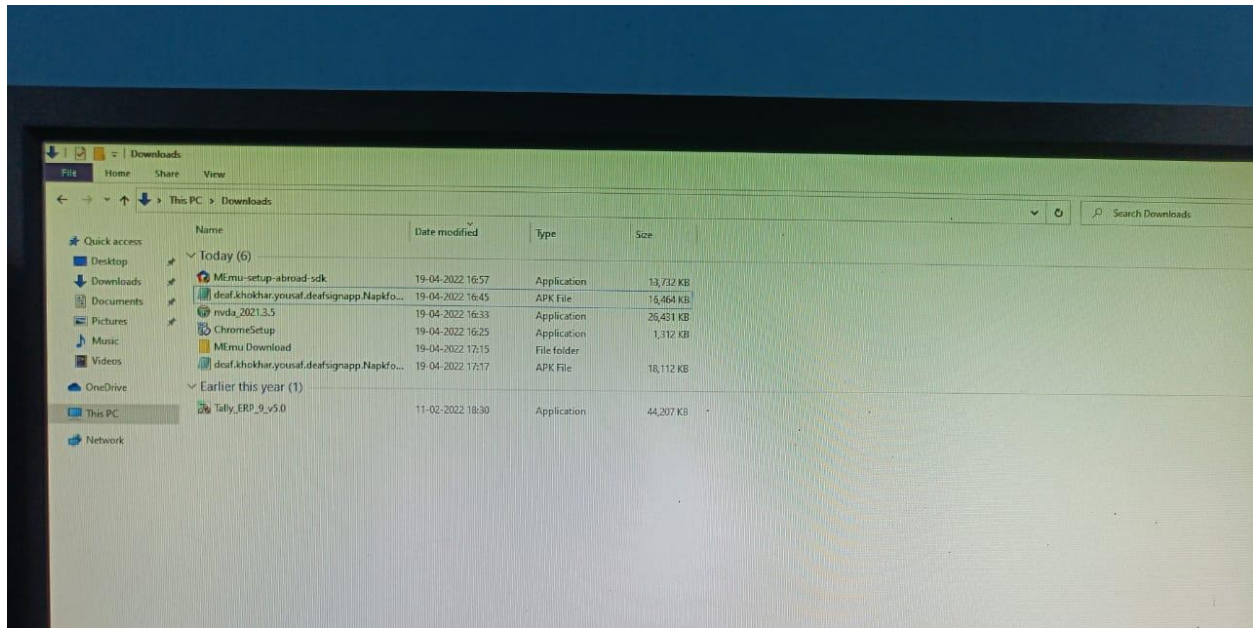 Downloads
File Home Share View
This PC > Downloads
Search Downloads
Name Date modified Type Size
Quick access
Desktop
Downloads
Documents
Pictures
Music
Videos
OneDrive
This PC
Network
Today (6)
MEmu-setup-abroad-sdk 19-04-2022 16:57 Application 13,732 KB
deaf.khokhar.yousaf.deafsignapp.Napkfo... 19-04-2022 16:45 APK File 16,464 KB
nvda_2021.3.5 19-04-2022 16:33 Application 26,431 KB
ChromeSetup 19-04-2022 16:25 Application 1,312 KB
MEmu Download 19-04-2022 17:15 File folder
deaf.khokhar.yousaf.deafsignapp.Napkfo... 19-04-2022 17:17 APK File 18,112 KB
Earlier this year (1)
Tally_ERP_9_v5.0 11-02-2022 18:30 Application 44,207 KB